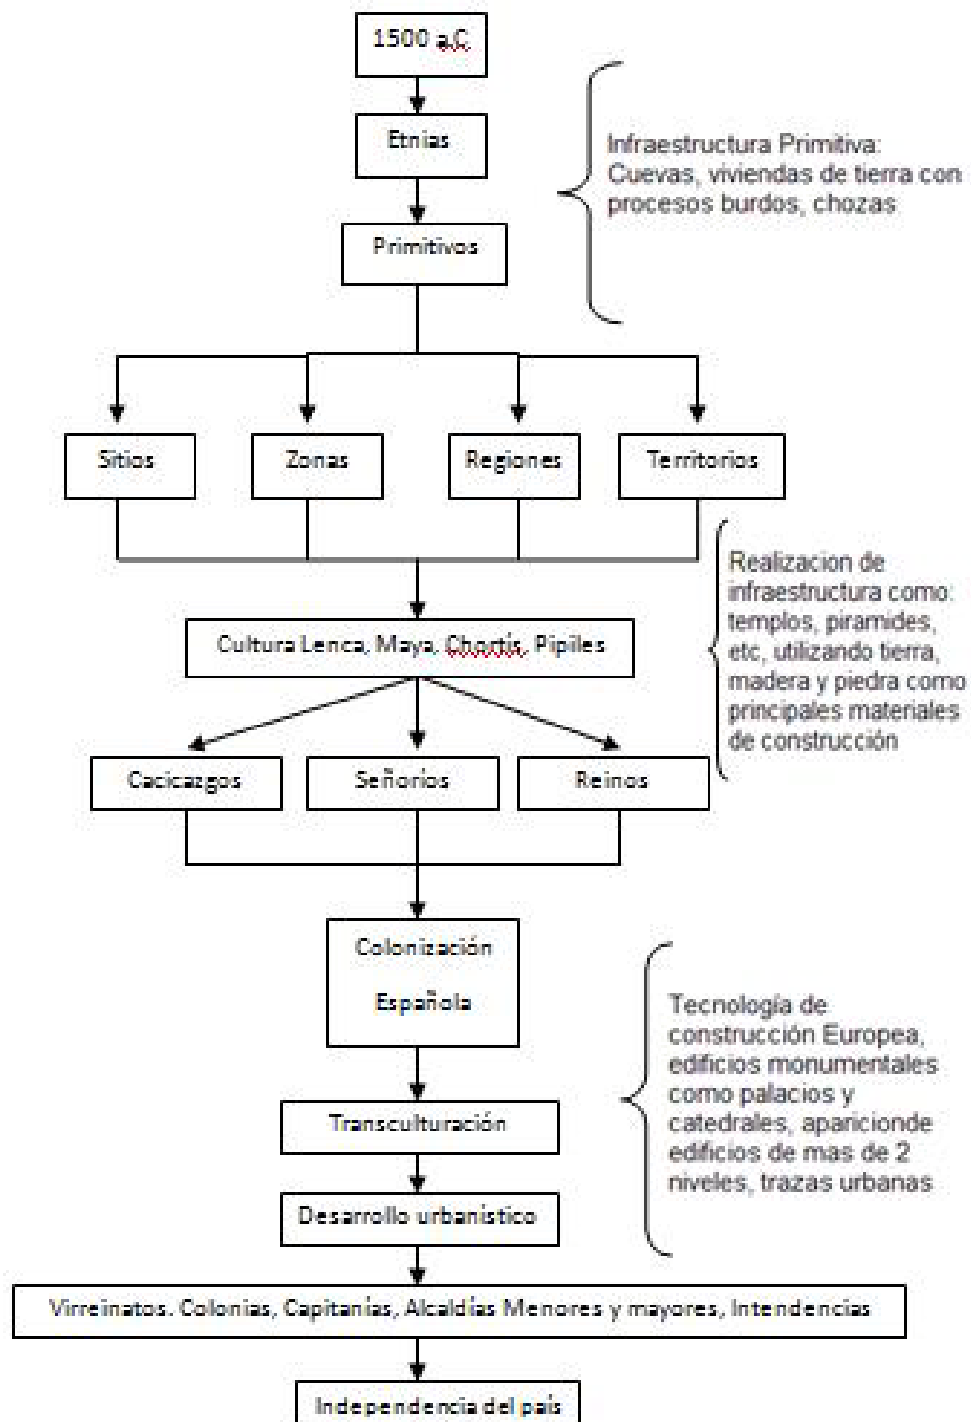 1500 a.C
Etnias
Primitivos
Infraestructura Primitiva:
Cuevas, viviendas de tierra con
procesos burdos, chozas
Sitios
Zonas
Regiones
Territorios
Cultura Lenca, Maya, Chortís, Pipiles
Realizacion de
infraestructura como:
templos, piramides,
etc, utilizando tierra,
madera y piedra como
principales materiales
de construcción
Cacicazgos
Señoríos
Reinos
Colonización
Española
Transculturación
Desarrollo urbanístico
Tecnología de
construcción Europea,
edificios monumentales
como palacios y
catedrales, aparicionde
edificios de mas de 2
niveles, trazas urbanas
Virreinatos. Colonias, Capitanías, Alcaldías Menores y mayores, Intendencias
Independencia del país